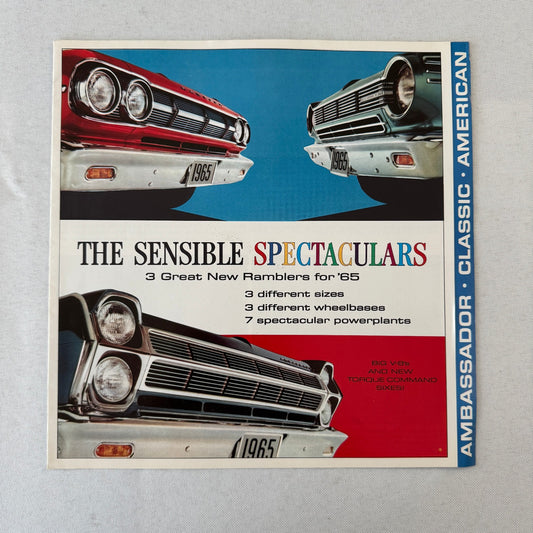 1965
1965
THE SENSIBLE SPECTACULARS
3 Great New Ramblers for '65
3 different sizes
3 different wheelbases
7 spectacular powerplants
BIG V-8s
AND NEW
TORQUE COMMAND
SIXES!
1965
AMBASSADOR · CLASSIC · AMERICAN